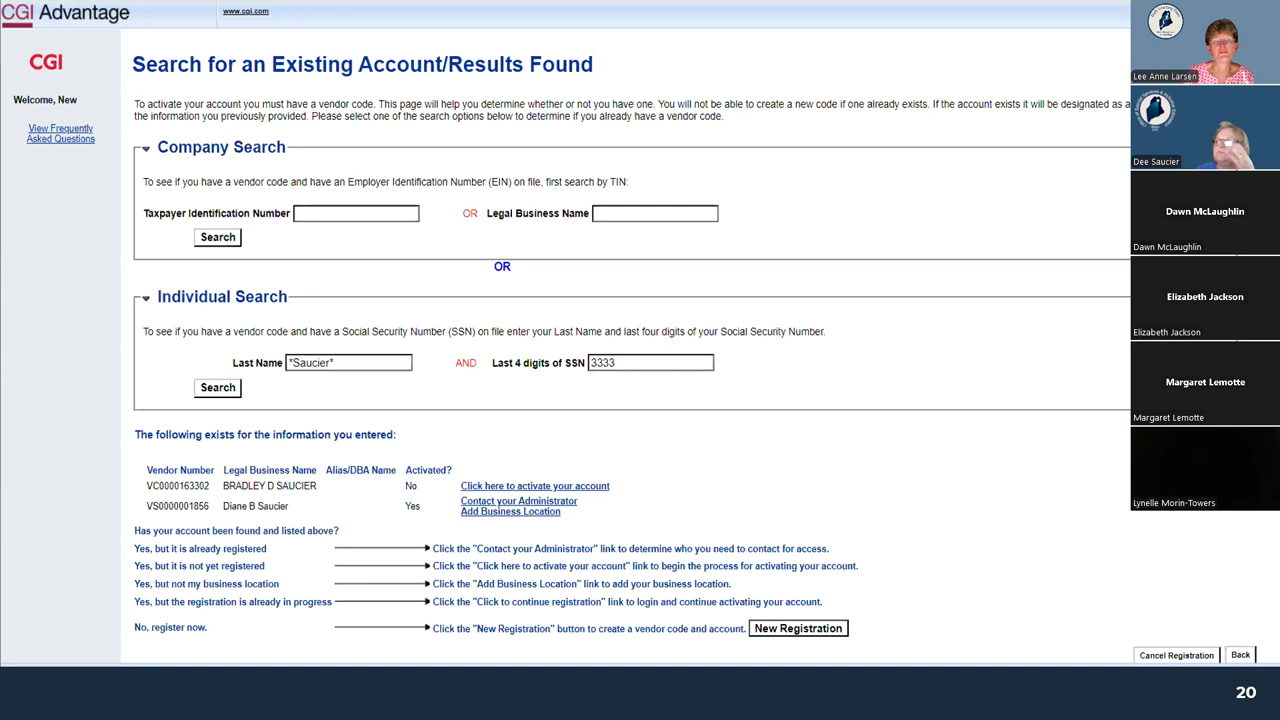 CGI Advantage
www.cgi.com
CGI
Welcome, New
View Frequently
Asked Questions
Search for an Existing Account/Results Found
To activate your account you must have a vendor code. This page will help you determine whether or not you have one. You will not be able to create a new code if one already exists. If the account exists it will be designated as a
the information you previously provided. Please select one of the search options below to determine if you already have a vendor code.
Company Search
To see if you have a vendor code and have an Employer Identification Number (EIN) on file, first search by TIN:
Taxpayer Identification Number OR Legal Business Name
Search
OR
Individual Search
To see if you have a vendor code and have a Social Security Number (SSN) on file enter your Last Name and last four digits of your Social Security Number.
Last Name *Saucier* AND Last 4 digits of SSN 3333
Search
The following exists for the information you entered:
Vendor Number Legal Business Name Alias/DBA Name Activated?
VC0000163302 BRADLEY D SAUCIER No Click here to activate your account
VS0000001856 Diane B Saucier Yes Contact your Administrator
Add Business Location
Has your account been found and listed above?
Yes, but it is already registered Click the "Contact your Administrator" link to determine who you need to contact for access.
Yes, but it is not yet registered Click the "Click here to activate your account" link to begin the process for activating your account.
Yes, but not my business location Click the "Add Business Location" link to add your business location.
Yes, but the registration is already in progress Click the "Click to continue registration" link to login and continue activating your account.
No, register now. Click the "New Registration" button to create a vendor code and account. New Registration
Cancel Registration Back
20
Lee Anne Larsen
Dee Saucier
Dawn McLaughlin
Dawn McLaughlin
Elizabeth Jackson
Elizabeth Jackson
Margaret Lemotte
Margaret Lemotte
Lynelle Morin-Towers